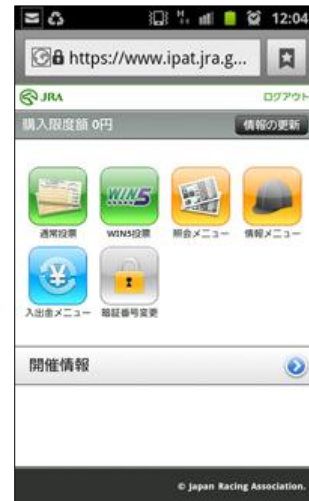 12:04
https://www.ipat.jra.g...
JRA ログアウト
購入限度額 0円 情報の更新
WIN5
通常投票 WIN5投票 照会メニュー 情報メニュー
入出金メニュー 暗証番号変更
開催情報
© Japan Racing Association.